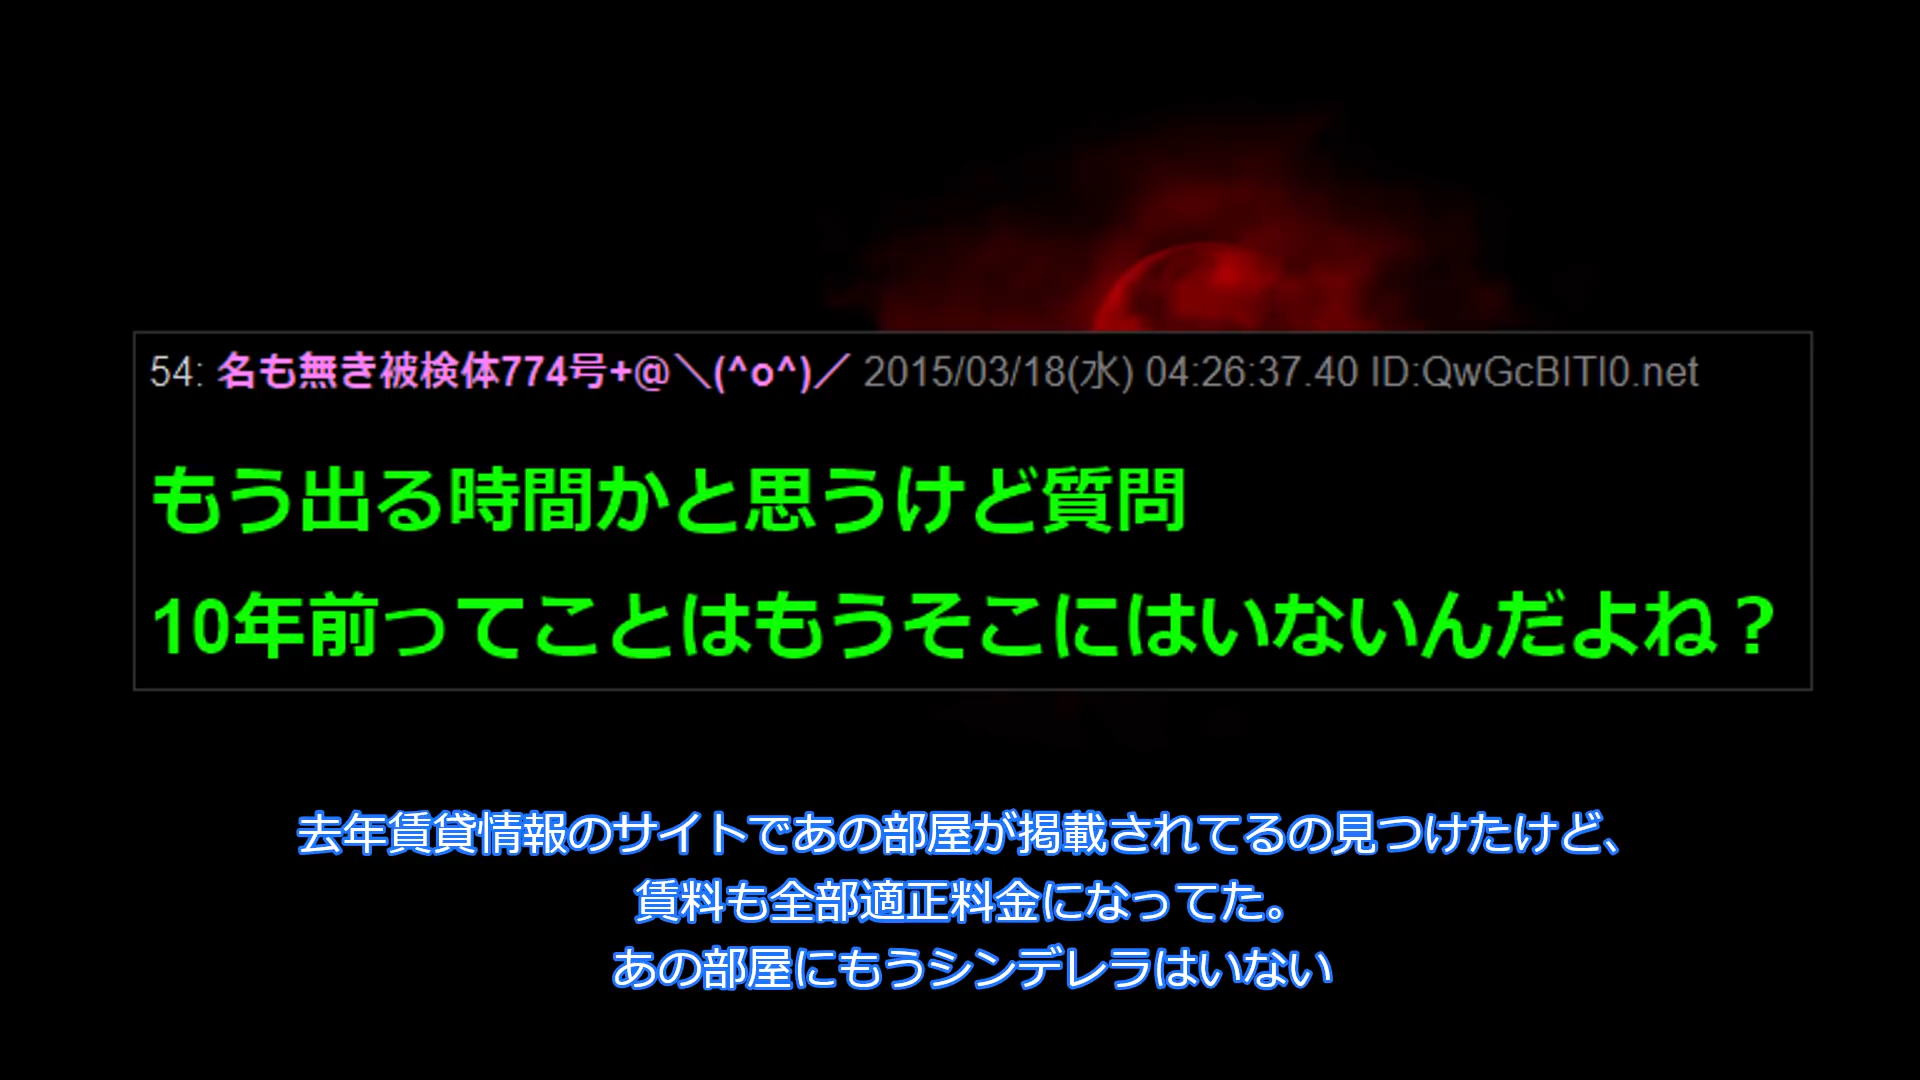 54: 名も無き被検体774号+@＼(^o^)／ 2015/03/18(水) 04:26:37.40 ID:QwGcBITI0.net
もう出る時間かと思うけど質問
10年前ってことはもうそこにはいないんだよね？
去年賃貸情報のサイトであの部屋が掲載されてるの見つけたけど、
賃料も全部適正料金になってた。
あの部屋にもうシンデレラはいない